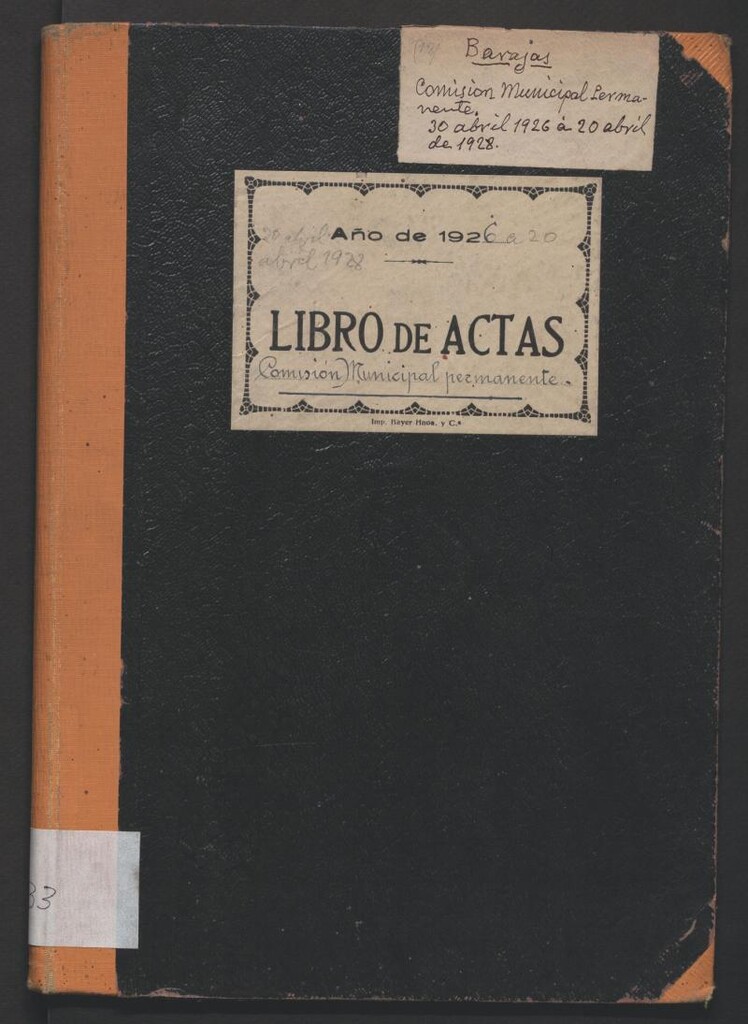 Barajas
Comision Municipal Perma-
nente.
30 abril 1926 á 20 abril
de 1928.
Año de 1926 a 20
abril 1928
LIBRO DE ACTAS
Comisión Municipal permanente.
Imp. Bayer Hnos. y C.ª
33